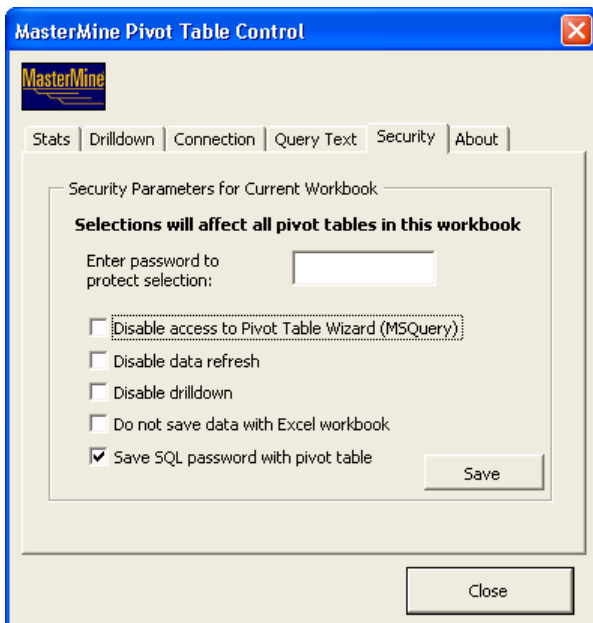 MasterMine Pivot Table Control
MasterMine
Stats Drilldown Connection Query Text Security About
Security Parameters for Current Workbook
Selections will affect all pivot tables in this workbook
Enter password to
protect selection:
Disable access to Pivot Table Wizard (MSQuery)
Disable data refresh
Disable drilldown
Do not save data with Excel workbook
Save SQL password with pivot table
Save
Close